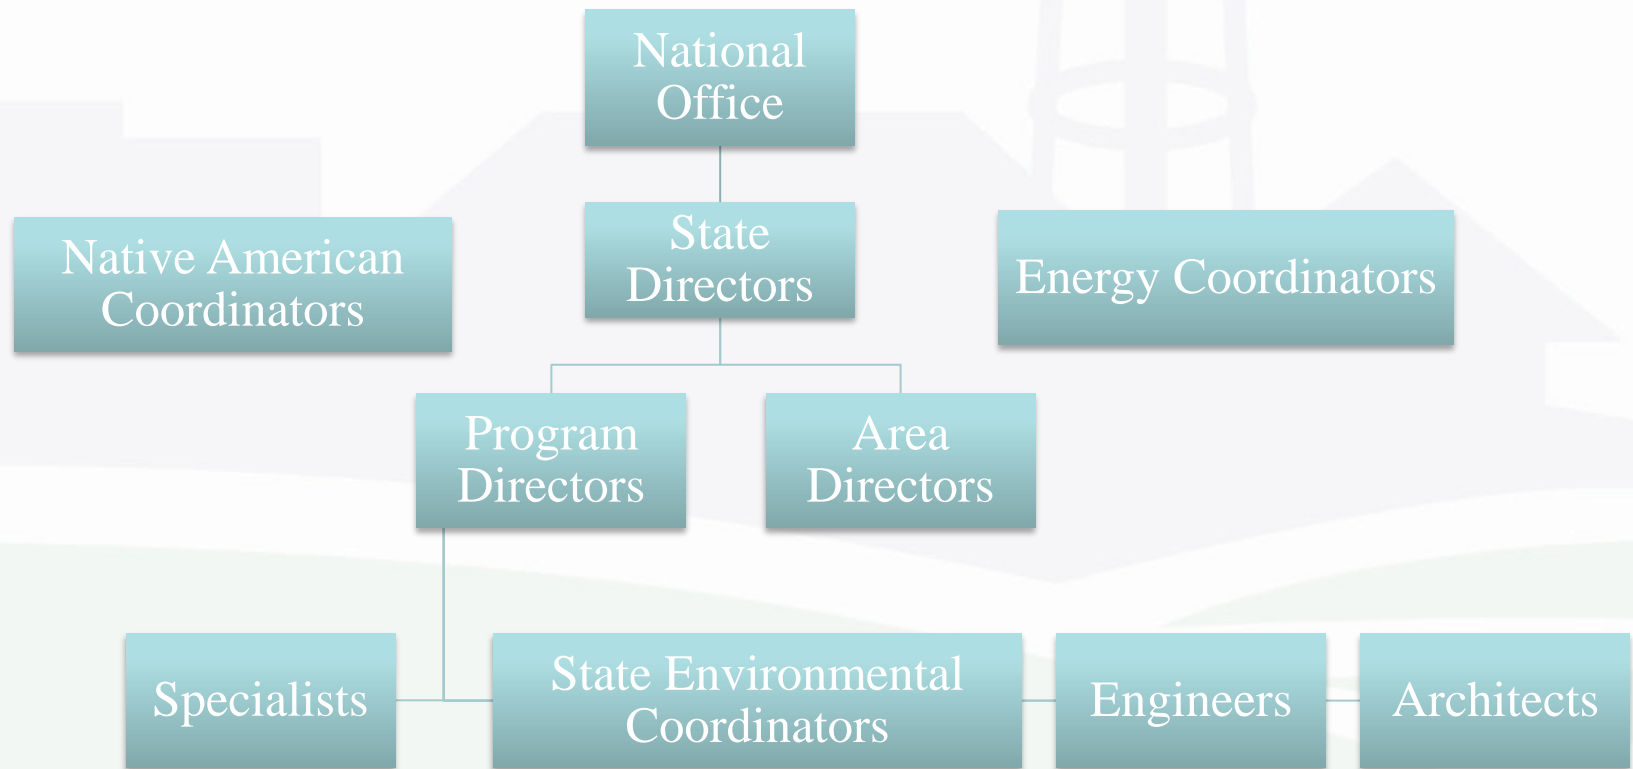 National
Office
Native American
Coordinators
State
Directors
Energy Coordinators
Program
Directors
Area
Directors
Specialists
State Environmental
Coordinators
Engineers
Architects